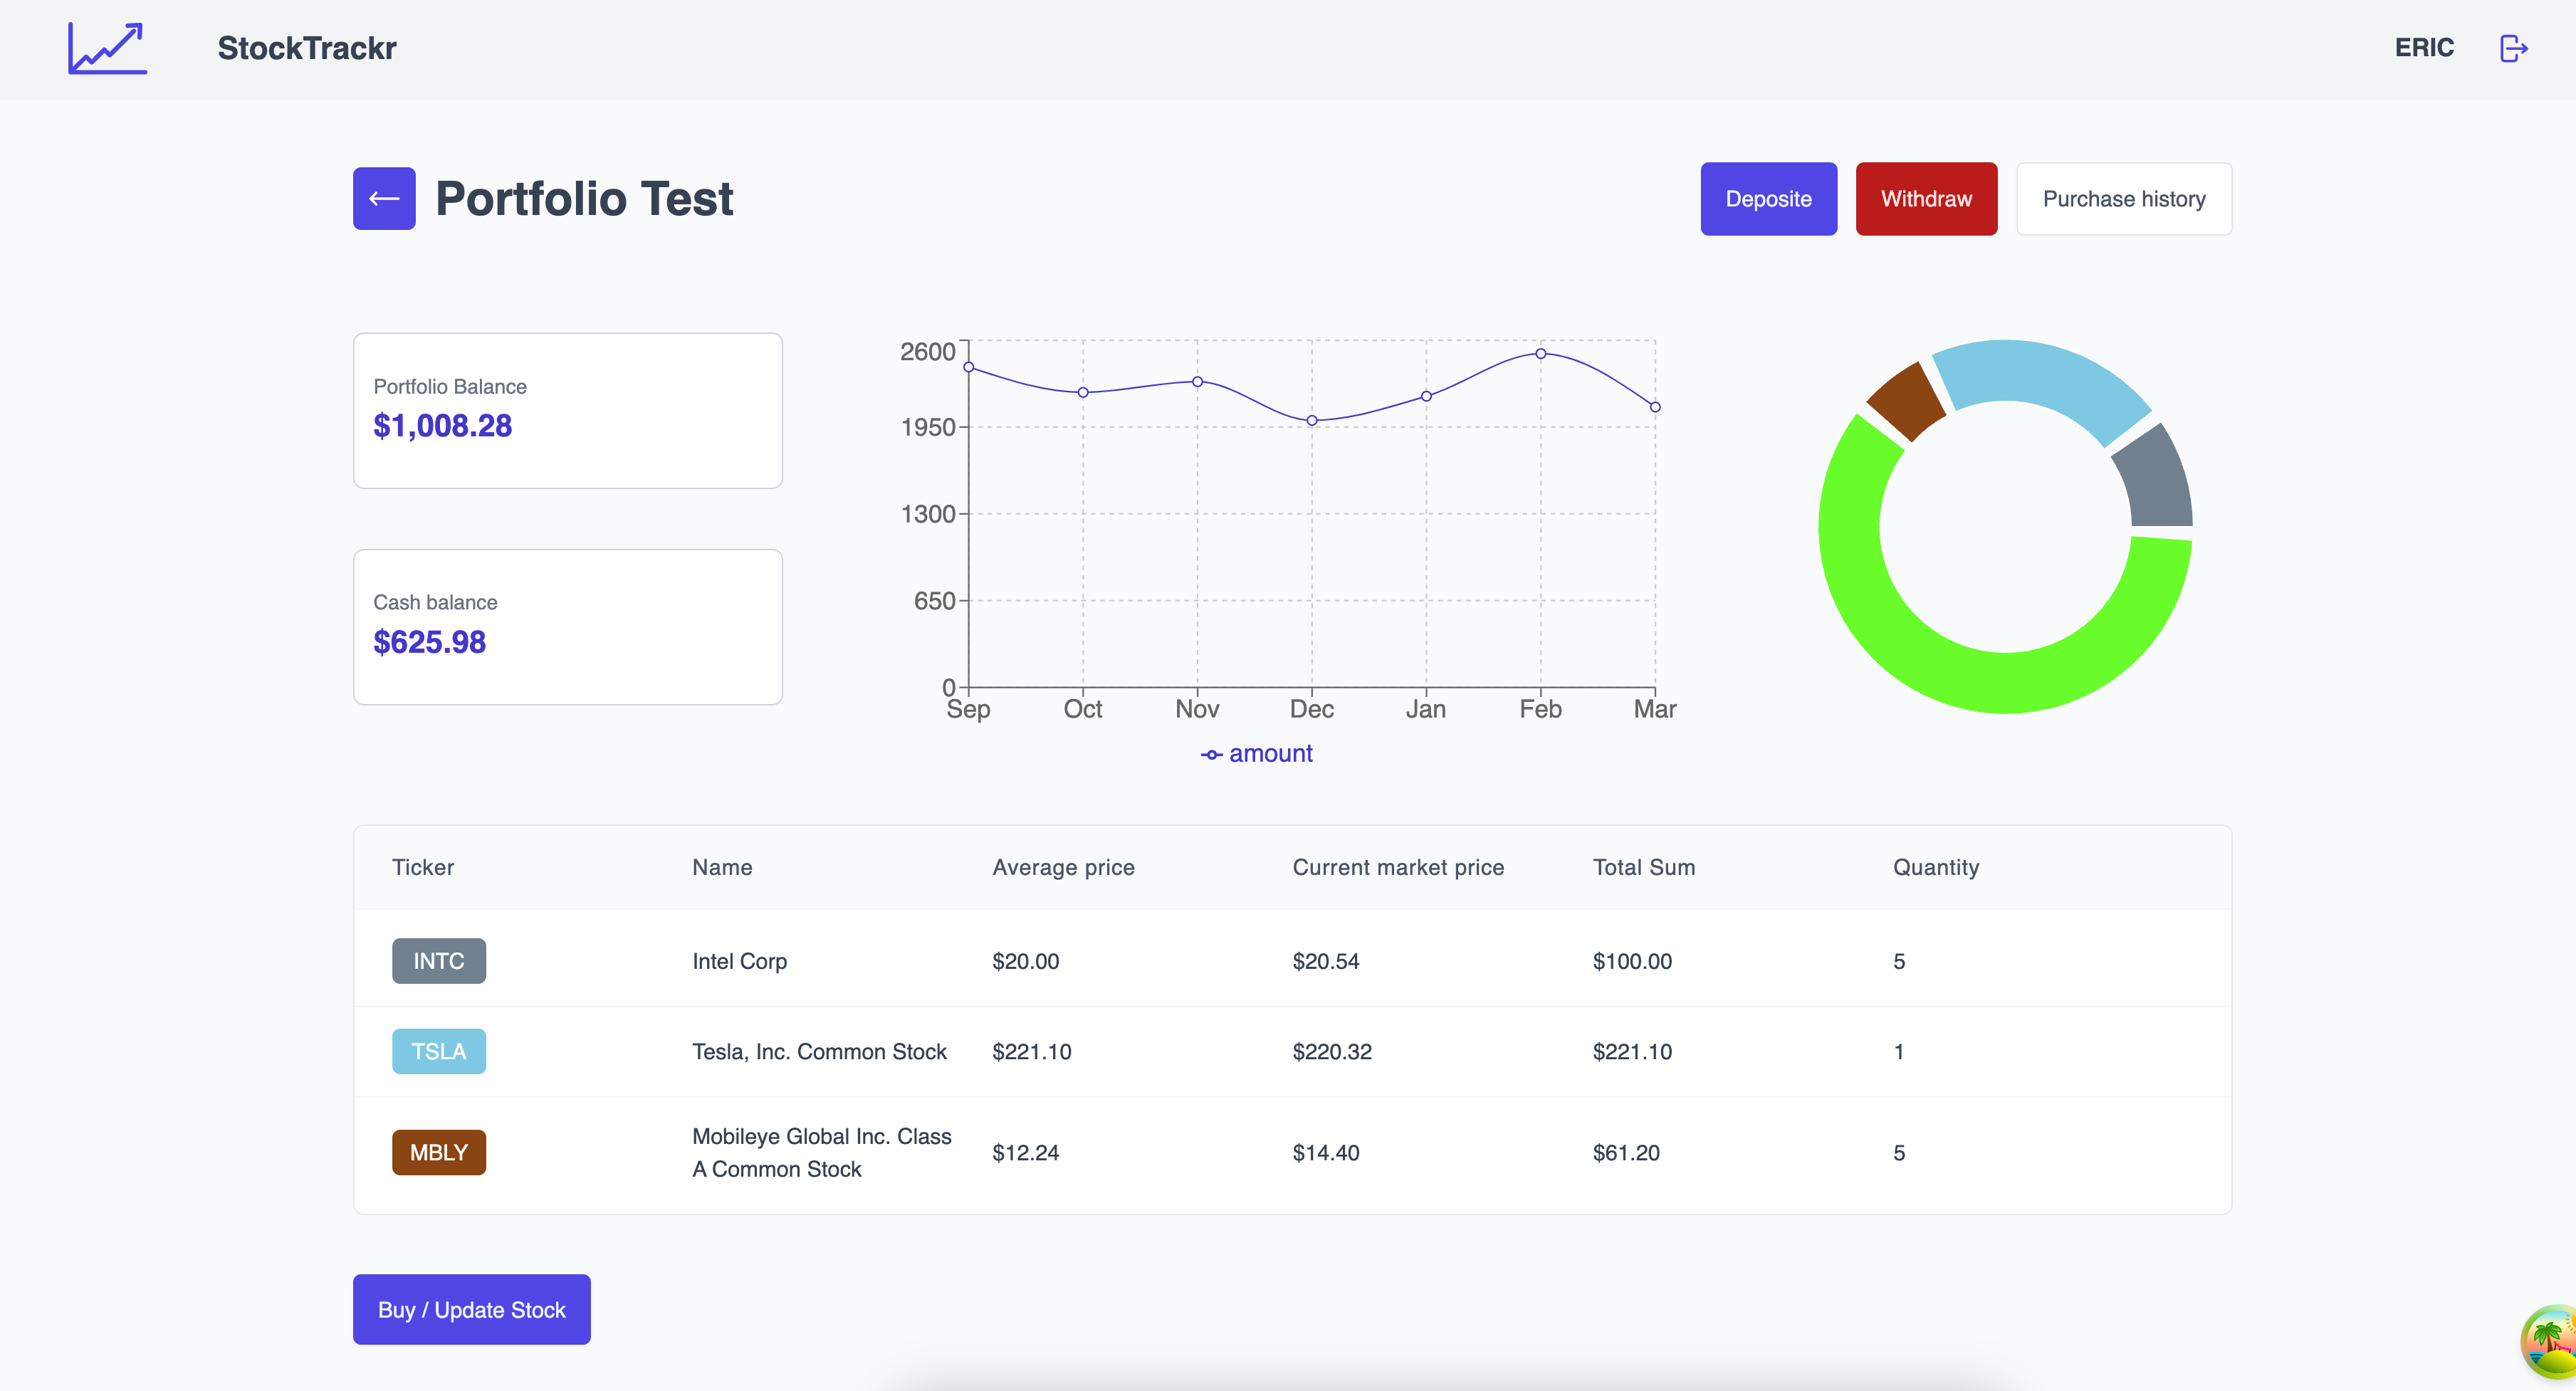 StockTrackr
ERIC
Portfolio Test
Deposite
Withdraw
Purchase history
Portfolio Balance
$1,008.28
Cash balance
$625.98
2600
1950
1300
650
0
Sep Oct Nov Dec Jan Feb Mar
amount
Ticker Name Average price Current market price Total Sum Quantity
INTC Intel Corp $20.00 $20.54 $100.00 5
TSLA Tesla, Inc. Common Stock $221.10 $220.32 $221.10 1
MBLY Mobileye Global Inc. Class A Common Stock $12.24 $14.40 $61.20 5
Buy / Update Stock